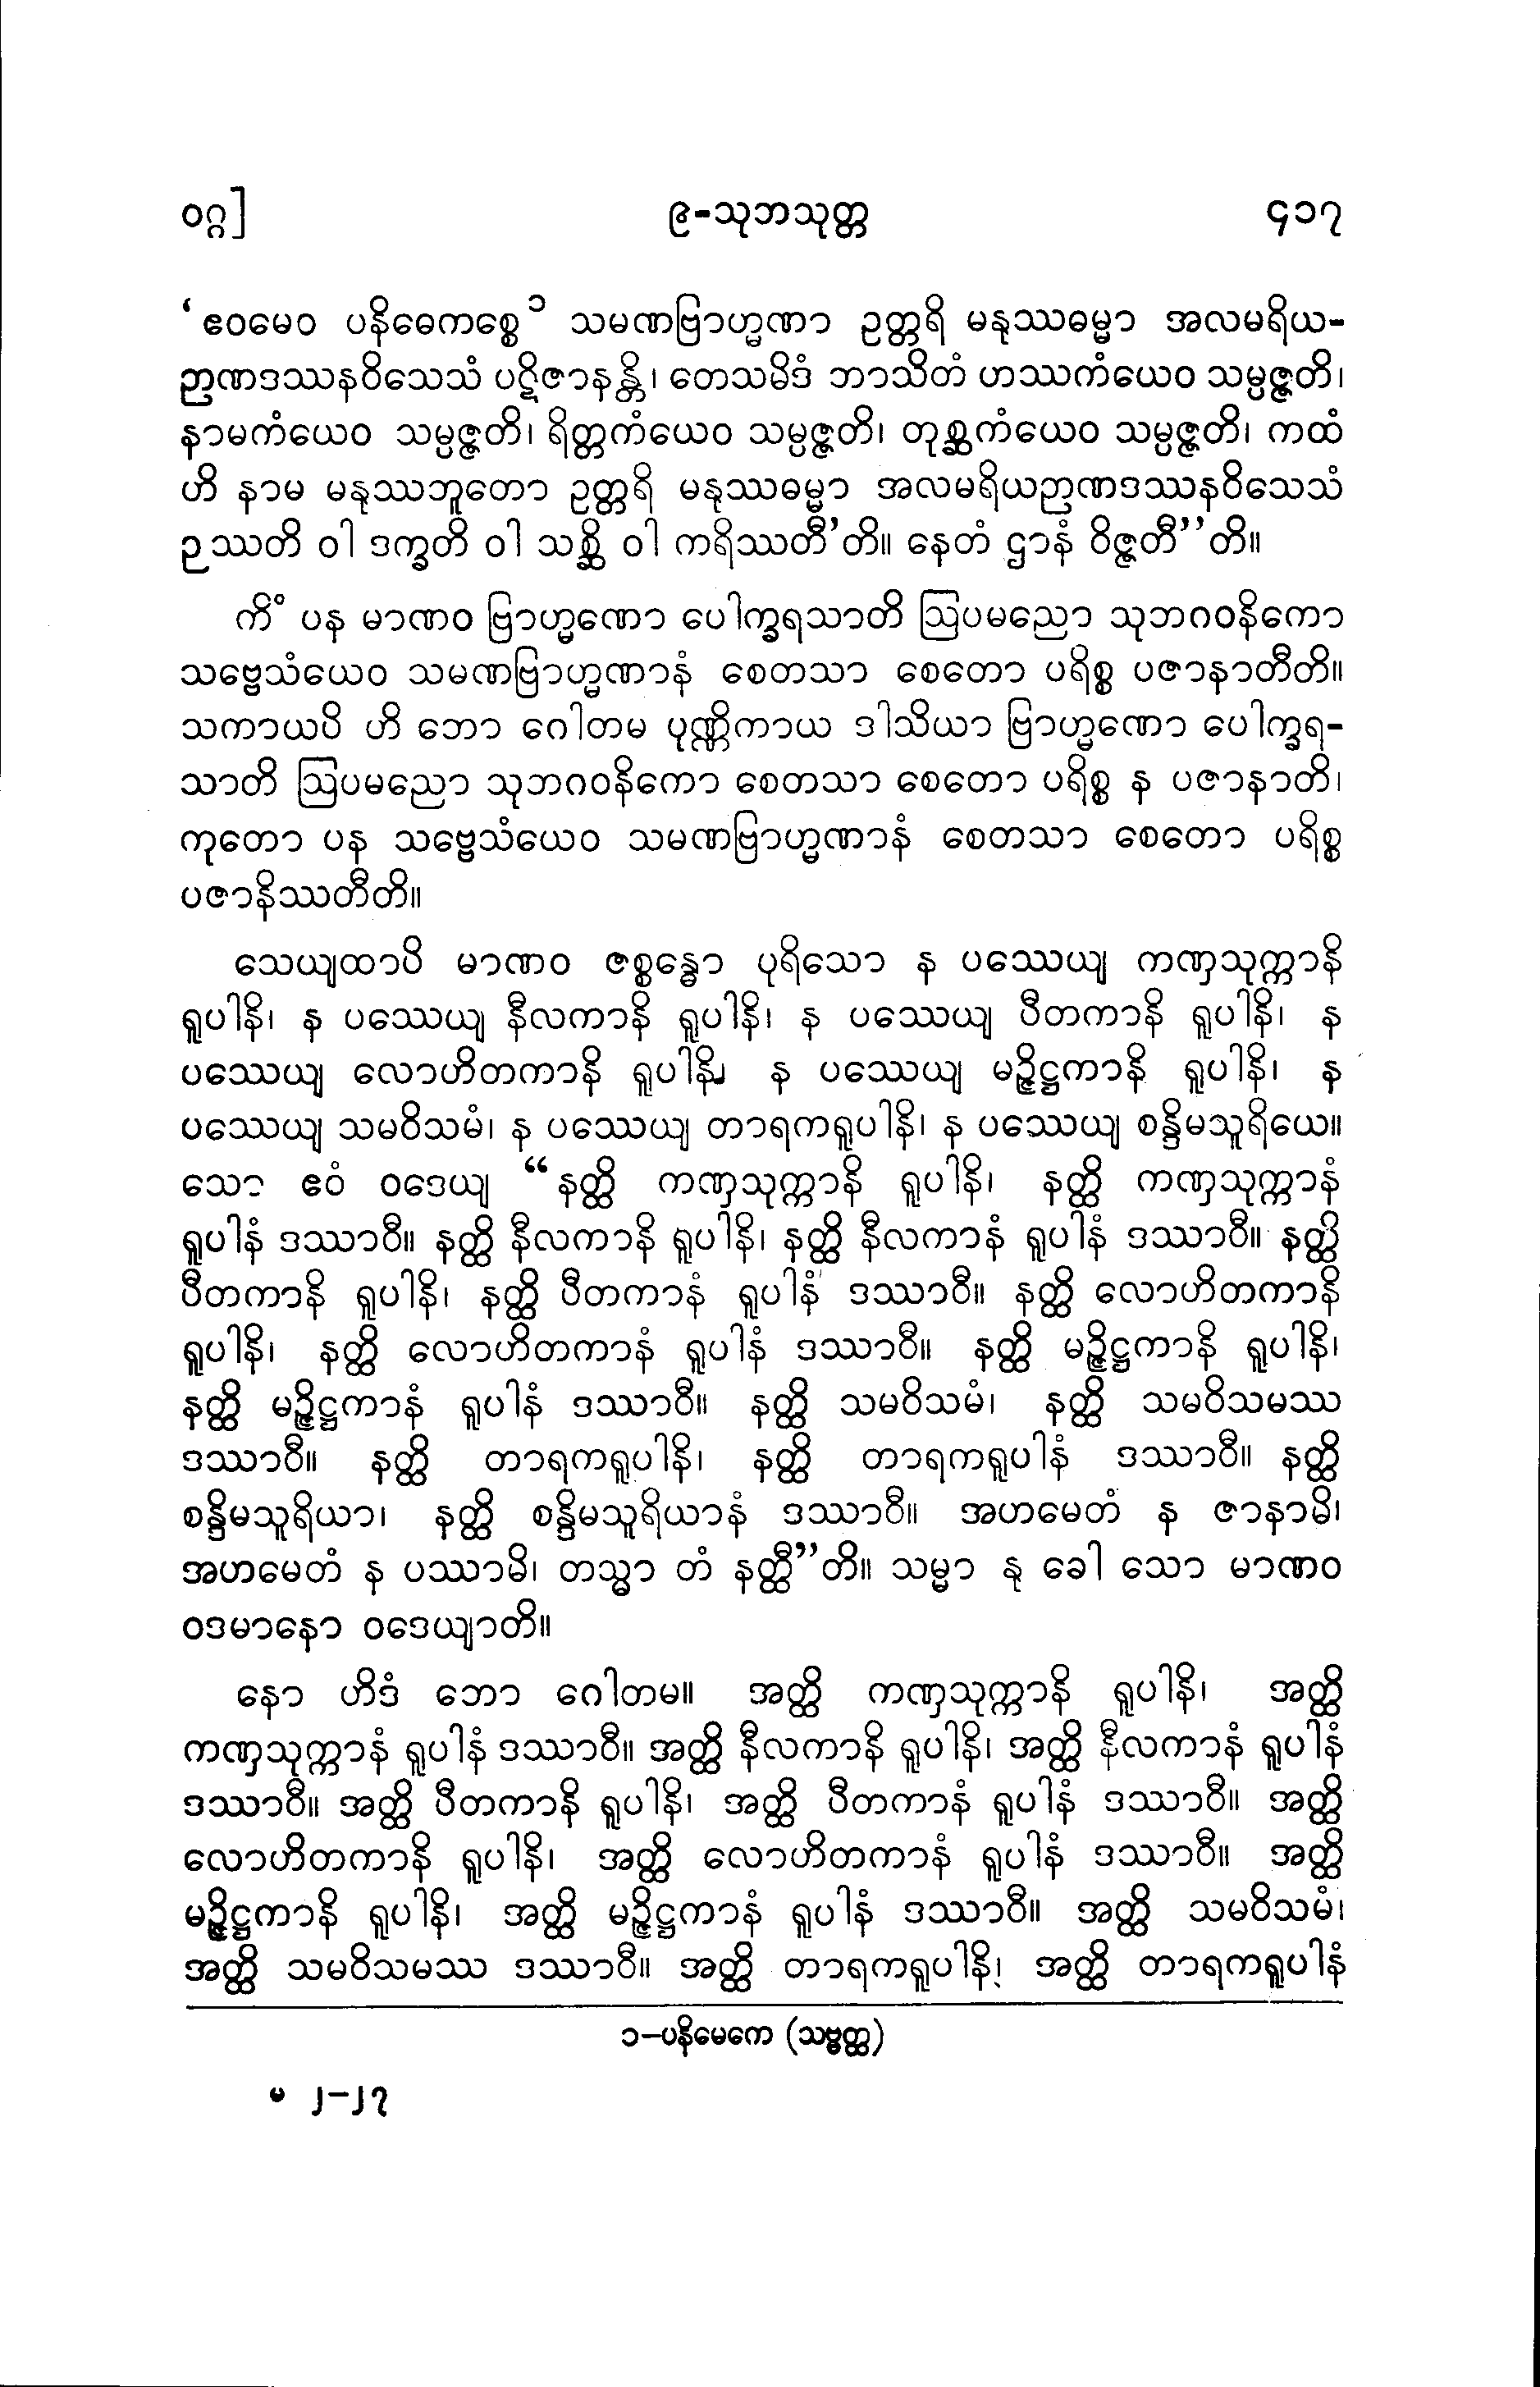 ဝဂ္ဂ]
၉-သုဘသုတ္တ
၄၁၇
‘ဧဝမေဝ ပနိဓေကစ္စေ၁ သမဏဗြာဟ္မဏာ ဥတ္တရိ မနုဿဓမ္မာ အလမရိယ-
ဉာဏဒဿနဝိသေသံ ပဋိဇာနန္တိ၊ တေသမိဒံ ဘာသိတံ ဟဿကံယေဝ သမ္ပဇ္ဇတိ၊
နာမကံယေဝ သမ္ပဇ္ဇတိ၊ ရိတ္တကံယေဝ သမ္ပဇ္ဇတိ၊ တုစ္ဆကံယေဝ သမ္ပဇ္ဇတိ၊ ကထံ
ဟိ နာမ မနုဿဘူတော ဥတ္တရိ မနုဿဓမ္မာ အလမရိယဉာဏဒဿနဝိသေသံ
ဉဿတိ ဝါ ဒက္ခတိ ဝါ သစ္ဆိ ဝါ ကရိဿတီ’တိ။ နေတံ ဌာနံ ဝိဇ္ဇတီ’’တိ။
ကိံ ပန မာဏဝ ဗြာဟ္မဏော ပေါက္ခရသာတိ ဩပမညော သုဘဂဝနိကော
သဗ္ဗေသံယေဝ သမဏဗြာဟ္မဏာနံ စေတသာ စေတော ပရိစ္စ ပဇာနာတီတိ။
သကာယပိ ဟိ ဘော ဂေါတမ ပုဏ္ဏိကာယ ဒါသိယာ ဗြာဟ္မဏော ပေါက္ခရ-
သာတိ ဩပမညော သုဘဂဝနိကော စေတသာ စေတော ပရိစ္စ န ပဇာနာတိ၊
ကုတော ပန သဗ္ဗေသံယေဝ သမဏဗြာဟ္မဏာနံ စေတသာ စေတော ပရိစ္စ
ပဇာနိဿတီတိ။
သေယျထာပိ မာဏဝ ဇစ္စန္ဓော ပုရိသော န ပဿေယျ ကဏှသုက္ကာနိ
ရူပါနိ၊ န ပဿေယျ နီလကာနိ ရူပါနိ၊ န ပဿေယျ ပီတကာနိ ရူပါနိ၊ န
ပဿေယျ လောဟိတကာနိ ရူပါနိ၊ န ပဿေယျ မဉ္ဇိဋ္ဌကာနိ ရူပါနိ၊ န
ပဿေယျ သမဝိသမံ၊ န ပဿေယျ တာရကရူပါနိ၊ န ပဿေယျ စန္ဒိမသူရိယေ။
သော ဧဝံ ဝဒေယျ ‘‘နတ္ထိ ကဏှသုက္ကာနိ ရူပါနိ၊ နတ္ထိ ကဏှသုက္ကာနံ
ရူပါနံ ဒဿာဝီ။ နတ္ထိ နီလကာနိ ရူပါနိ၊ နတ္ထိ နီလကာနံ ရူပါနံ ဒဿာဝီ။ နတ္ထိ
ပီတကာနိ ရူပါနိ၊ နတ္ထိ ပီတကာနံ ရူပါနံ ဒဿာဝီ။ နတ္ထိ လောဟိတကာနိ
ရူပါနိ၊ နတ္ထိ လောဟိတကာနံ ရူပါနံ ဒဿာဝီ။ နတ္ထိ မဉ္ဇိဋ္ဌကာနိ ရူပါနိ၊
နတ္ထိ မဉ္ဇိဋ္ဌကာနံ ရူပါနံ ဒဿာဝီ။ နတ္ထိ သမဝိသမံ၊ နတ္ထိ သမဝိသမဿ
ဒဿာဝီ။ နတ္ထိ တာရကရူပါနိ၊ နတ္ထိ တာရကရူပါနံ ဒဿာဝီ။ နတ္ထိ
စန္ဒိမသူရိယာ၊ နတ္ထိ စန္ဒိမသူရိယာနံ ဒဿာဝီ။ အဟမေတံ န ဇာနာမိ၊
အဟမေတံ န ပဿာမိ၊ တသ္မာ တံ နတ္ထီ’’တိ။ သမ္မာ နု ခေါ သော မာဏဝ
ဝဒမာနော ဝဒေယျာတိ။
နော ဟိဒံ ဘော ဂေါတမ။ အတ္ထိ ကဏှသုက္ကာနိ ရူပါနိ၊ အတ္ထိ
ကဏှသုက္ကာနံ ရူပါနံ ဒဿာဝီ။ အတ္ထိ နီလကာနိ ရူပါနိ၊ အတ္ထိ နီလကာနံ ရူပါနံ
ဒဿာဝီ။ အတ္ထိ ပီတကာနိ ရူပါနိ၊ အတ္ထိ ပီတကာနံ ရူပါနံ ဒဿာဝီ။ အတ္ထိ
လောဟိတကာနိ ရူပါနိ၊ အတ္ထိ လောဟိတကာနံ ရူပါနံ ဒဿာဝီ။ အတ္ထိ
မဉ္ဇိဋ္ဌကာနိ ရူပါနိ၊ အတ္ထိ မဉ္ဇိဋ္ဌကာနံ ရူပါနံ ဒဿာဝီ။ အတ္ထိ သမဝိသမံ၊
အတ္ထိ သမဝိသမဿ ဒဿာဝီ။ အတ္ထိ တာရကရူပါနိ၊ အတ္ထိ တာရကရူပါနံ
၁-ပနိမေကေ (သဗ္ဗတ္ထ)
မ ၂-၂၇